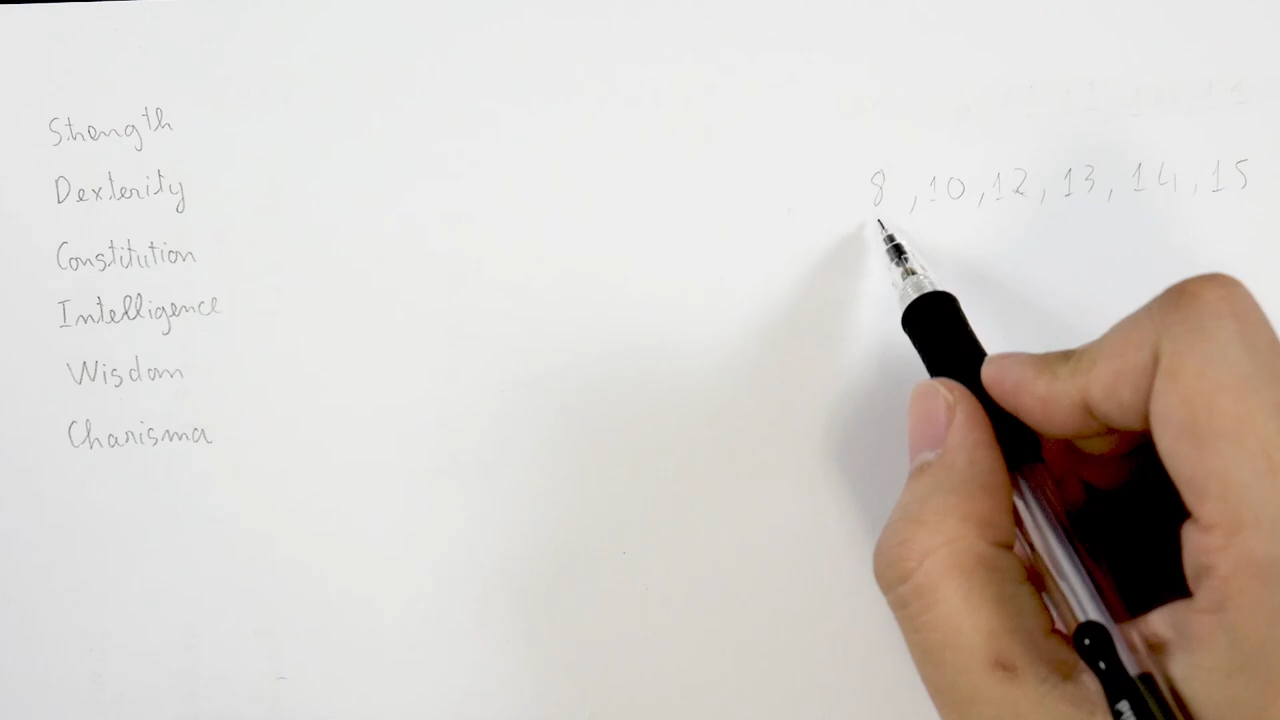 Strength
Dexterity
Constitution
Intelligence
Wisdom
Charisma
8, 10, 12, 13, 14, 15